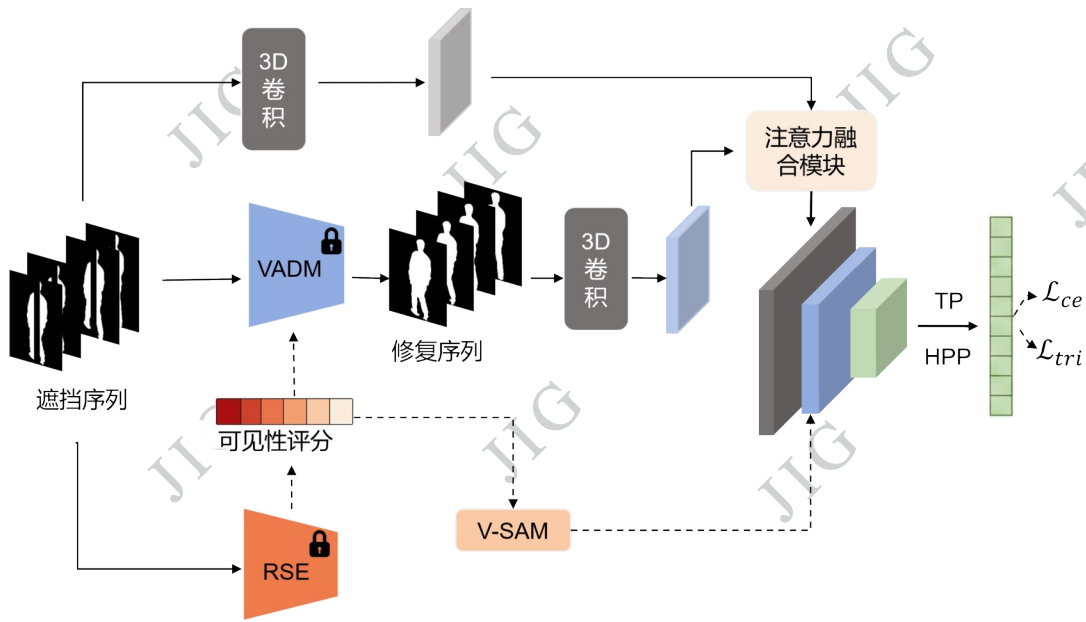 3D
卷
积
注意力融
合模块
VADM
3D
卷
积
修复序列
遮挡序列
TP
HPP
ℒce
ℒtri
可见性评分
RSE
V-SAM
JIG
JIG
JIG
JIG
JIG
JIG